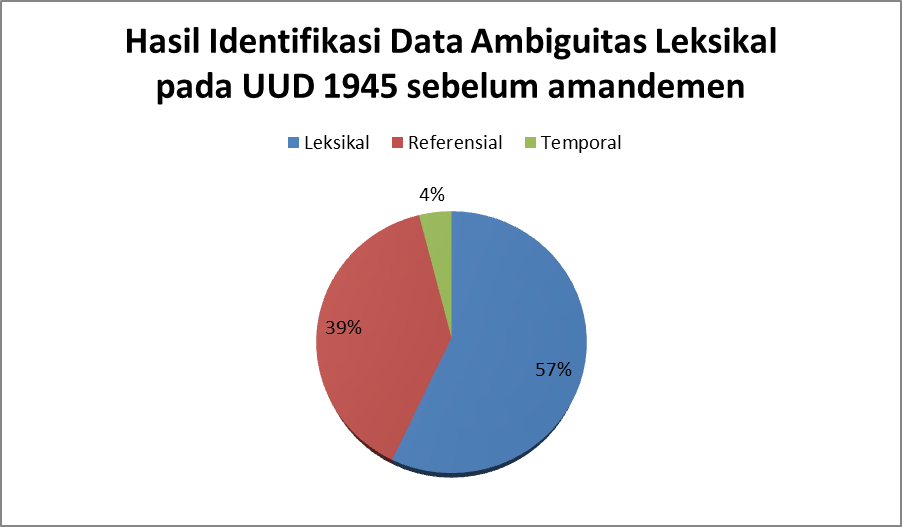 Hasil Identifikasi Data Ambiguitas Leksikal
pada UUD 1945 sebelum amandemen
Leksikal Referensial Temporal
4%
39%
57%